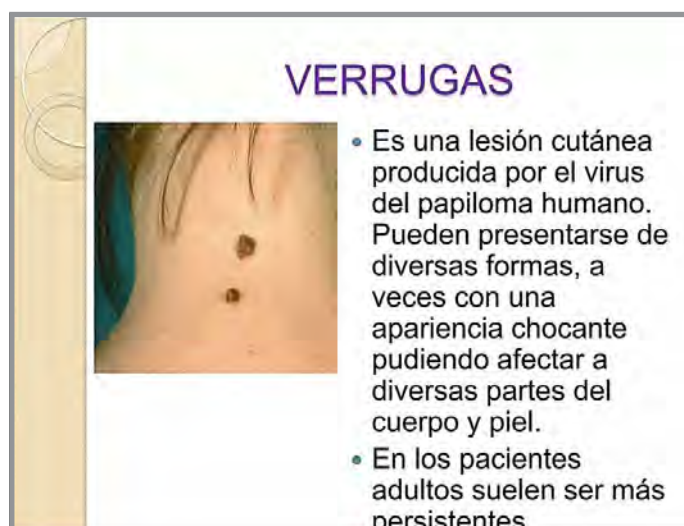 VERRUGAS
Es una lesión cutánea
producida por el virus
del papiloma humano.
Pueden presentarse de
diversas formas, a
veces con una
apariencia chocante
pudiendo afectar a
diversas partes del
cuerpo y piel.
En los pacientes
adultos suelen ser más
persistentes